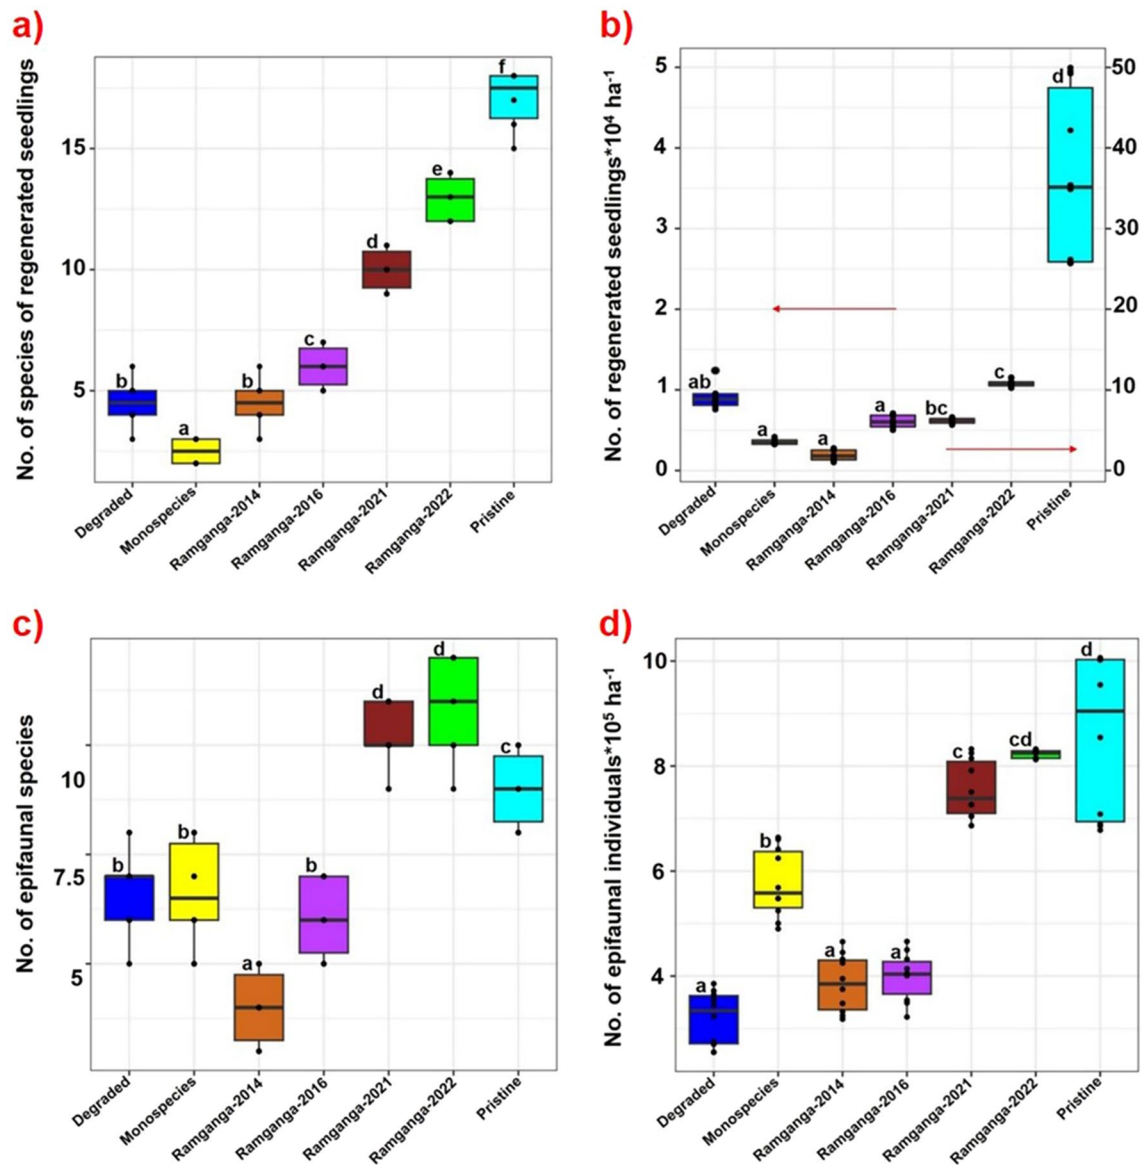 a)
No. of species of regenerated seedlings
15
10
5
b
a
b
c
d
e
f
Degraded
Monospecies
Ramganga-2014
Ramganga-2016
Ramganga-2021
Ramganga-2022
Pristine
b)
No. of regenerated seedlings*10⁴ ha⁻¹
5
4
3
2
1
0
ab
a
a
a
bc
c
d
50
40
30
20
10
0
Degraded
Monospecies
Ramganga-2014
Ramganga-2016
Ramganga-2021
Ramganga-2022
Pristine
c)
No. of epifaunal species
10
7.5
5
b
b
a
b
d
d
c
Degraded
Monospecies
Ramganga-2014
Ramganga-2016
Ramganga-2021
Ramganga-2022
Pristine
d)
No. of epifaunal individuals*10⁵ ha⁻¹
10
8
6
4
a
b
a
a
c
cd
d
Degraded
Monospecies
Ramganga-2014
Ramganga-2016
Ramganga-2021
Ramganga-2022
Pristine